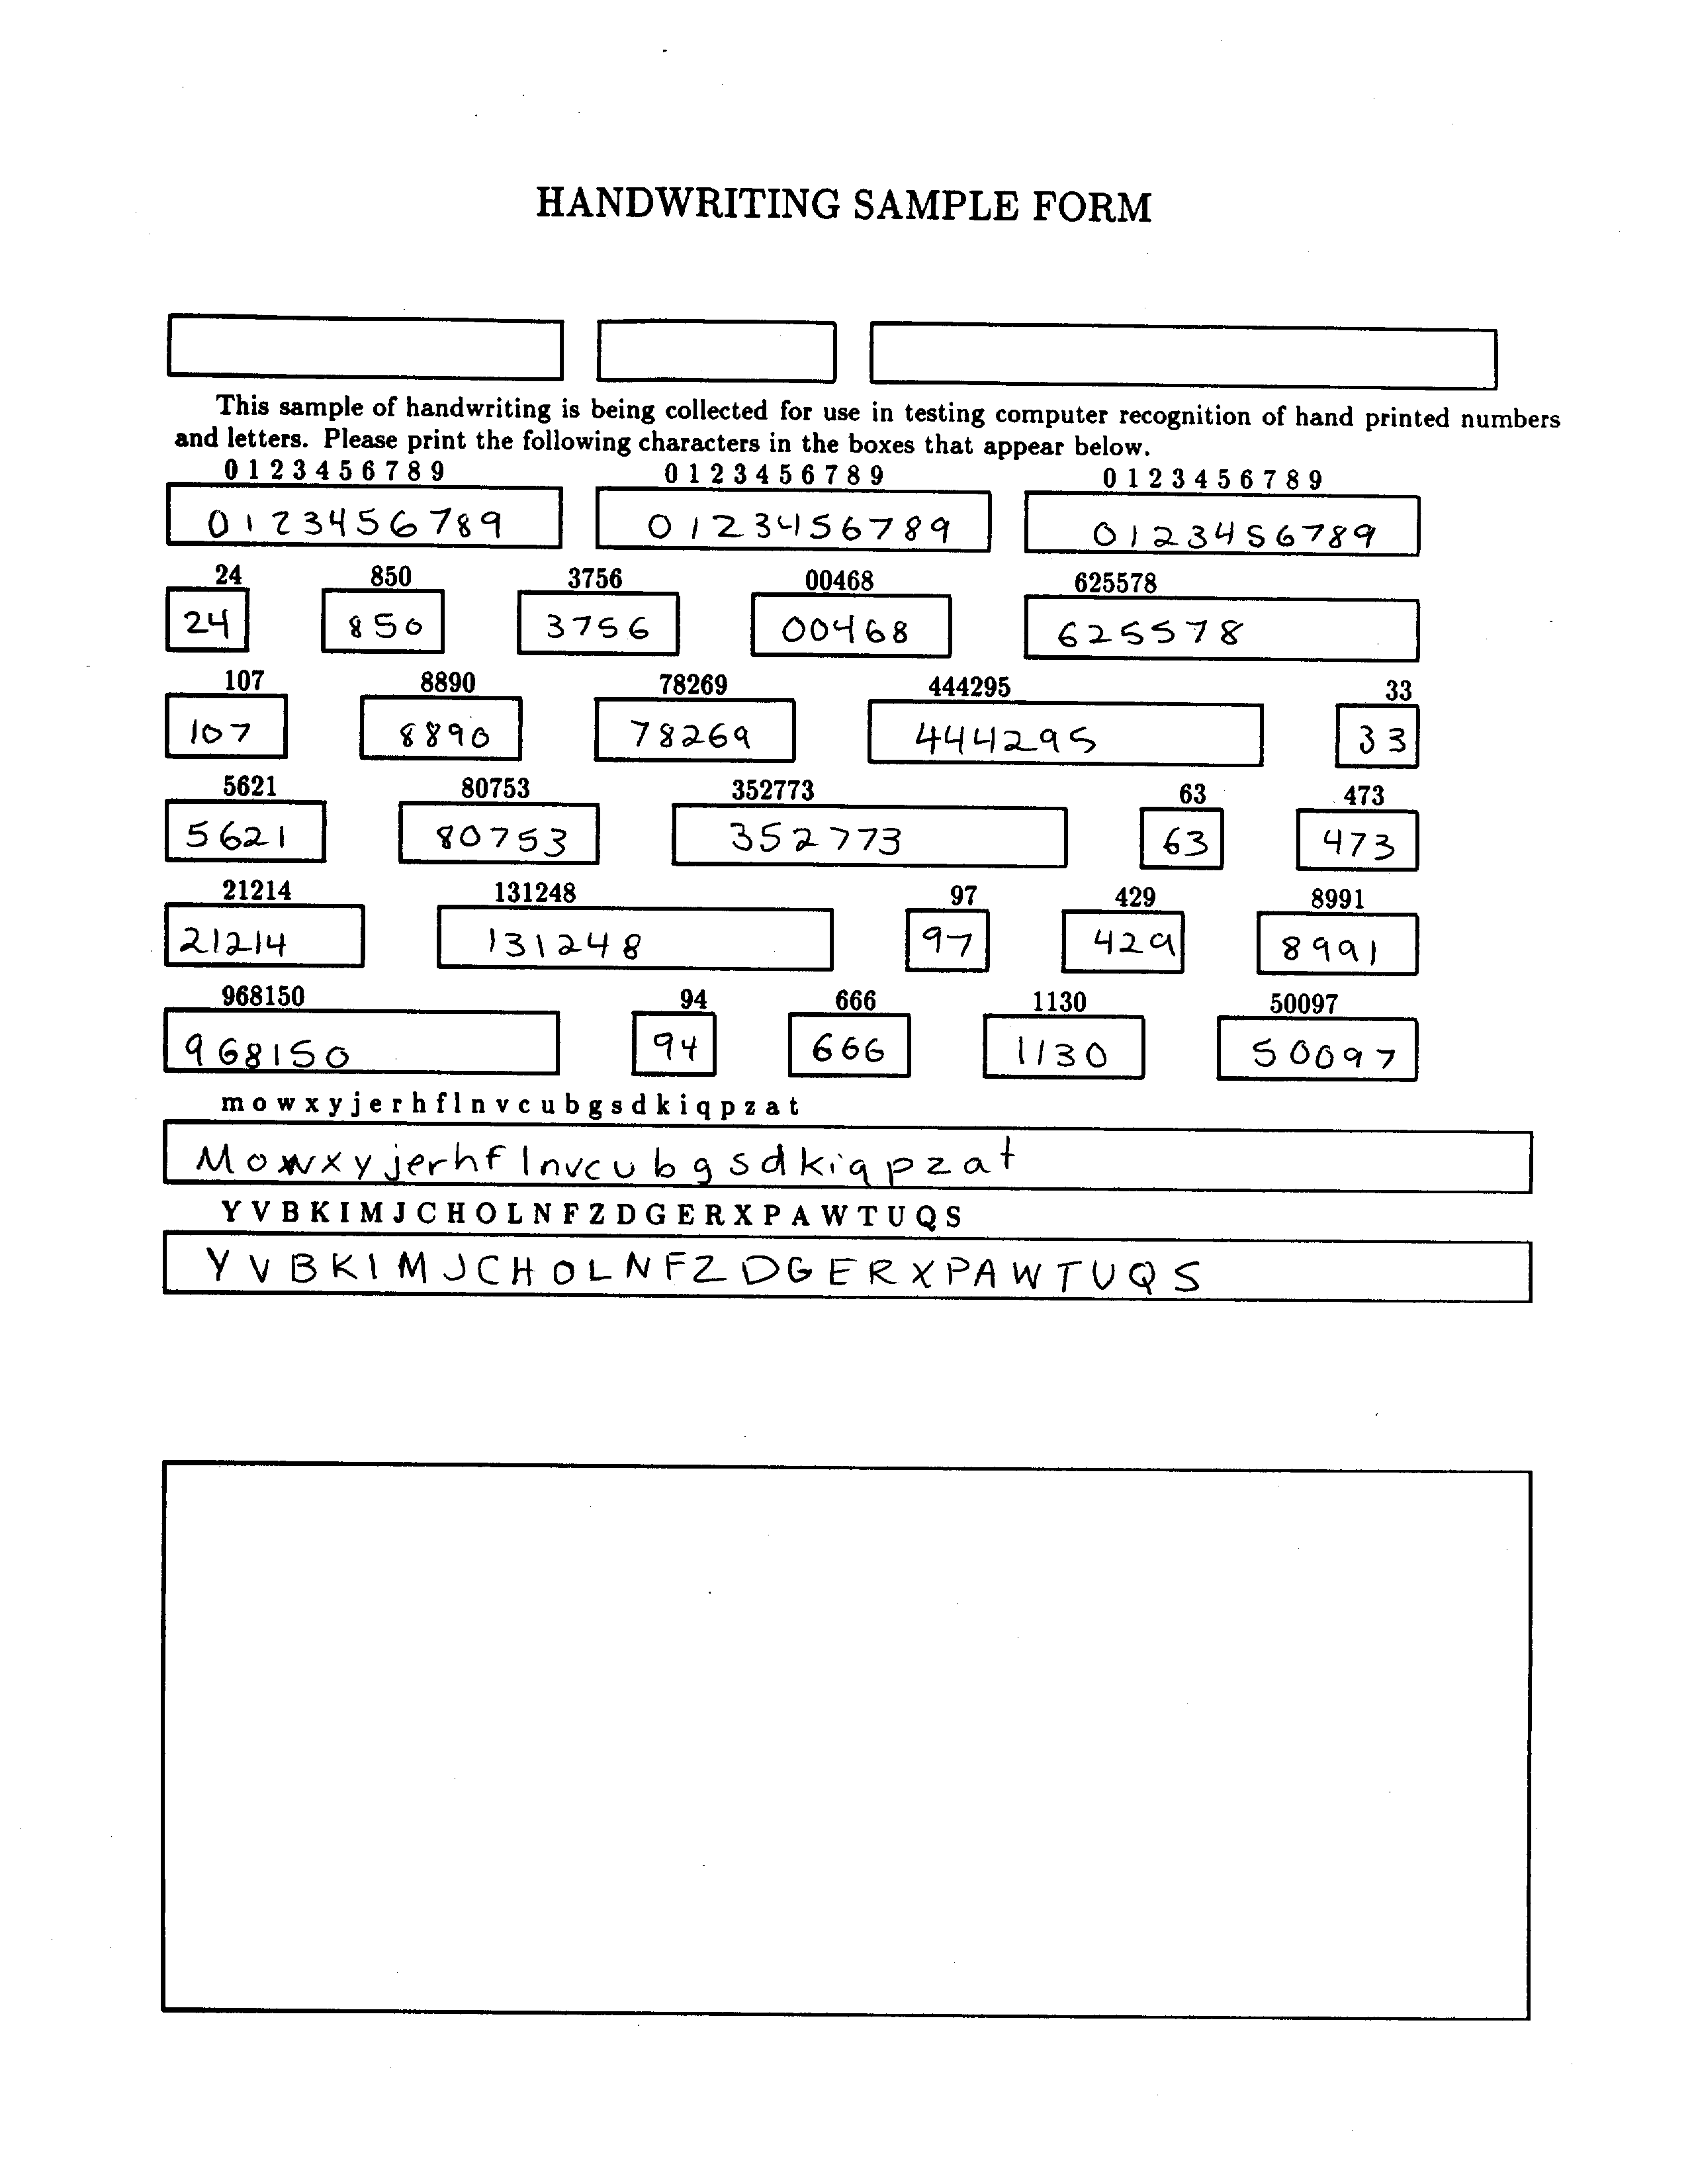 HANDWRITING SAMPLE FORM
This sample of handwriting is being collected for use in testing computer recognition of hand printed numbers
and letters. Please print the following characters in the boxes that appear below.
0 1 2 3 4 5 6 7 8 9 0 1 2 3 4 5 6 7 8 9 0 1 2 3 4 5 6 7 8 9
0123456789 0123456789 0123456789
24 850 3756 00468 625578
24 850 3756 00468 625578
107 8890 78269 444295 33
107 8890 78269 444295 33
5621 80753 352773 63 473
5621 80753 352773 63 473
21214 131248 97 429 8991
21214 131248 97 429 8991
968150 94 666 1130 50097
968150 94 666 1130 50097
m o w x y j e r h f l n v c u b g s d k i q p z a t
M o w x y j e r h f l n v c u b g s d k i q p z a t
Y V B K I M J C H O L N F Z D G E R X P A W T U Q S
Y V B K I M J C H O L N F Z D G E R X P A W T U Q S